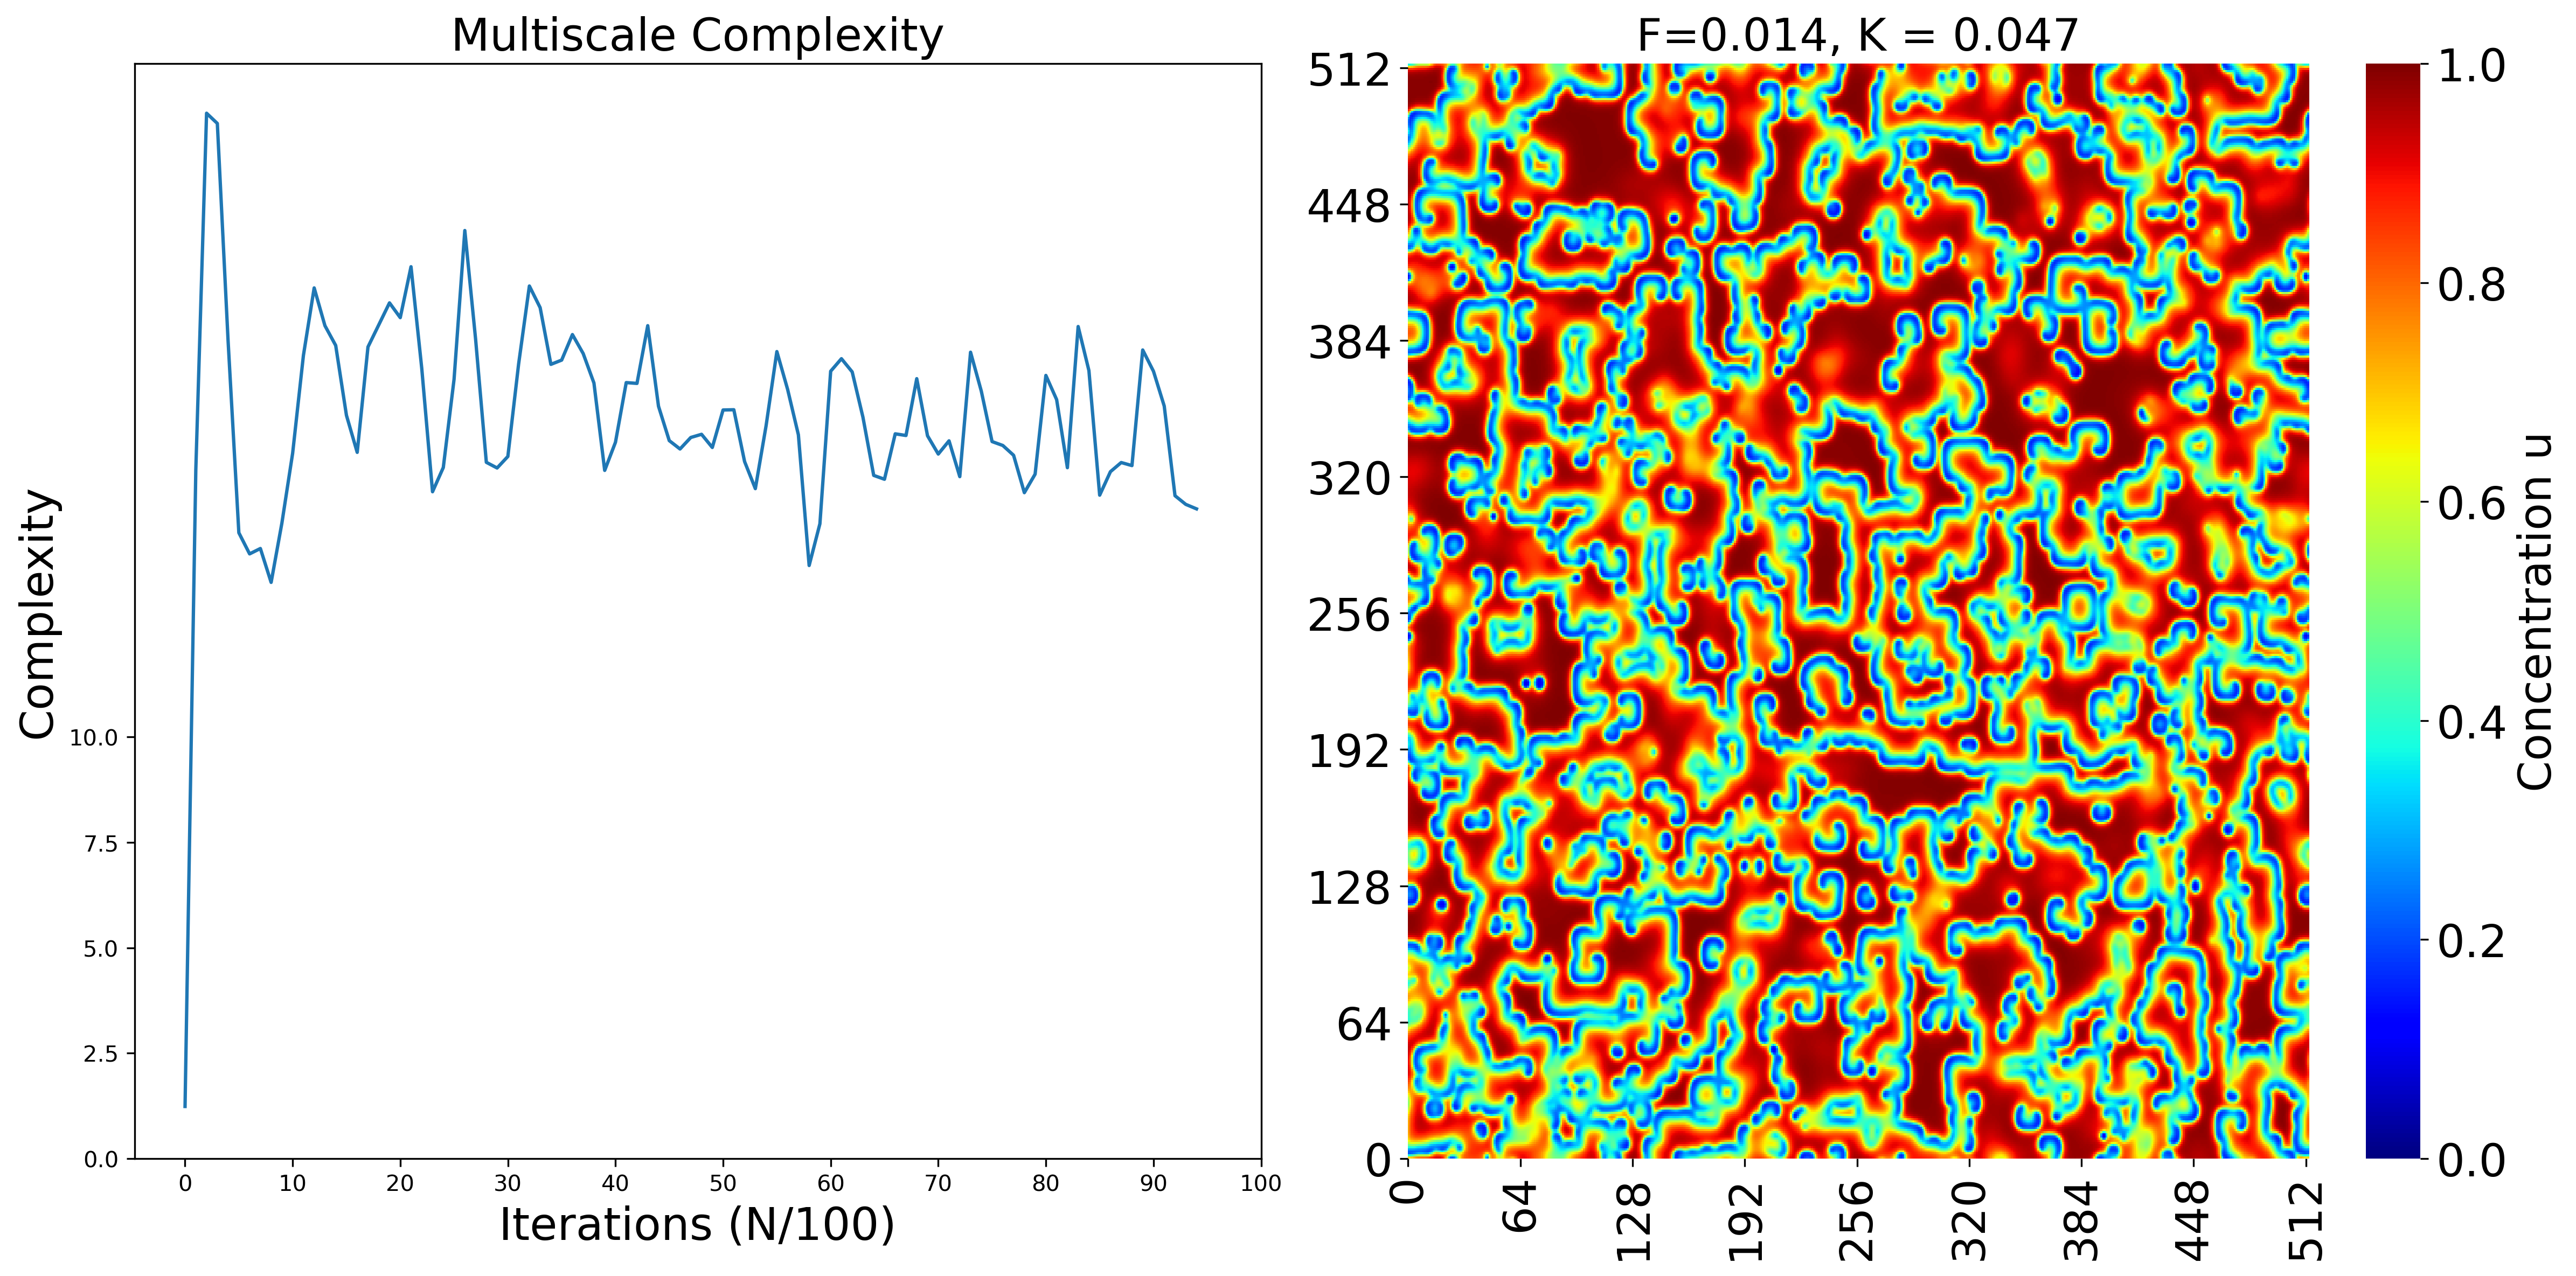 Multiscale Complexity
Complexity
10.0
7.5
5.0
2.5
0.0
0 10 20 30 40 50 60 70 80 90 100
Iterations (N/100)
F=0.014, K = 0.047
512
448
384
320
256
192
128
64
0
0 64 128 192 256 320 384 448 512
1.0
0.8
0.6
0.4
0.2
0.0
Concentration u